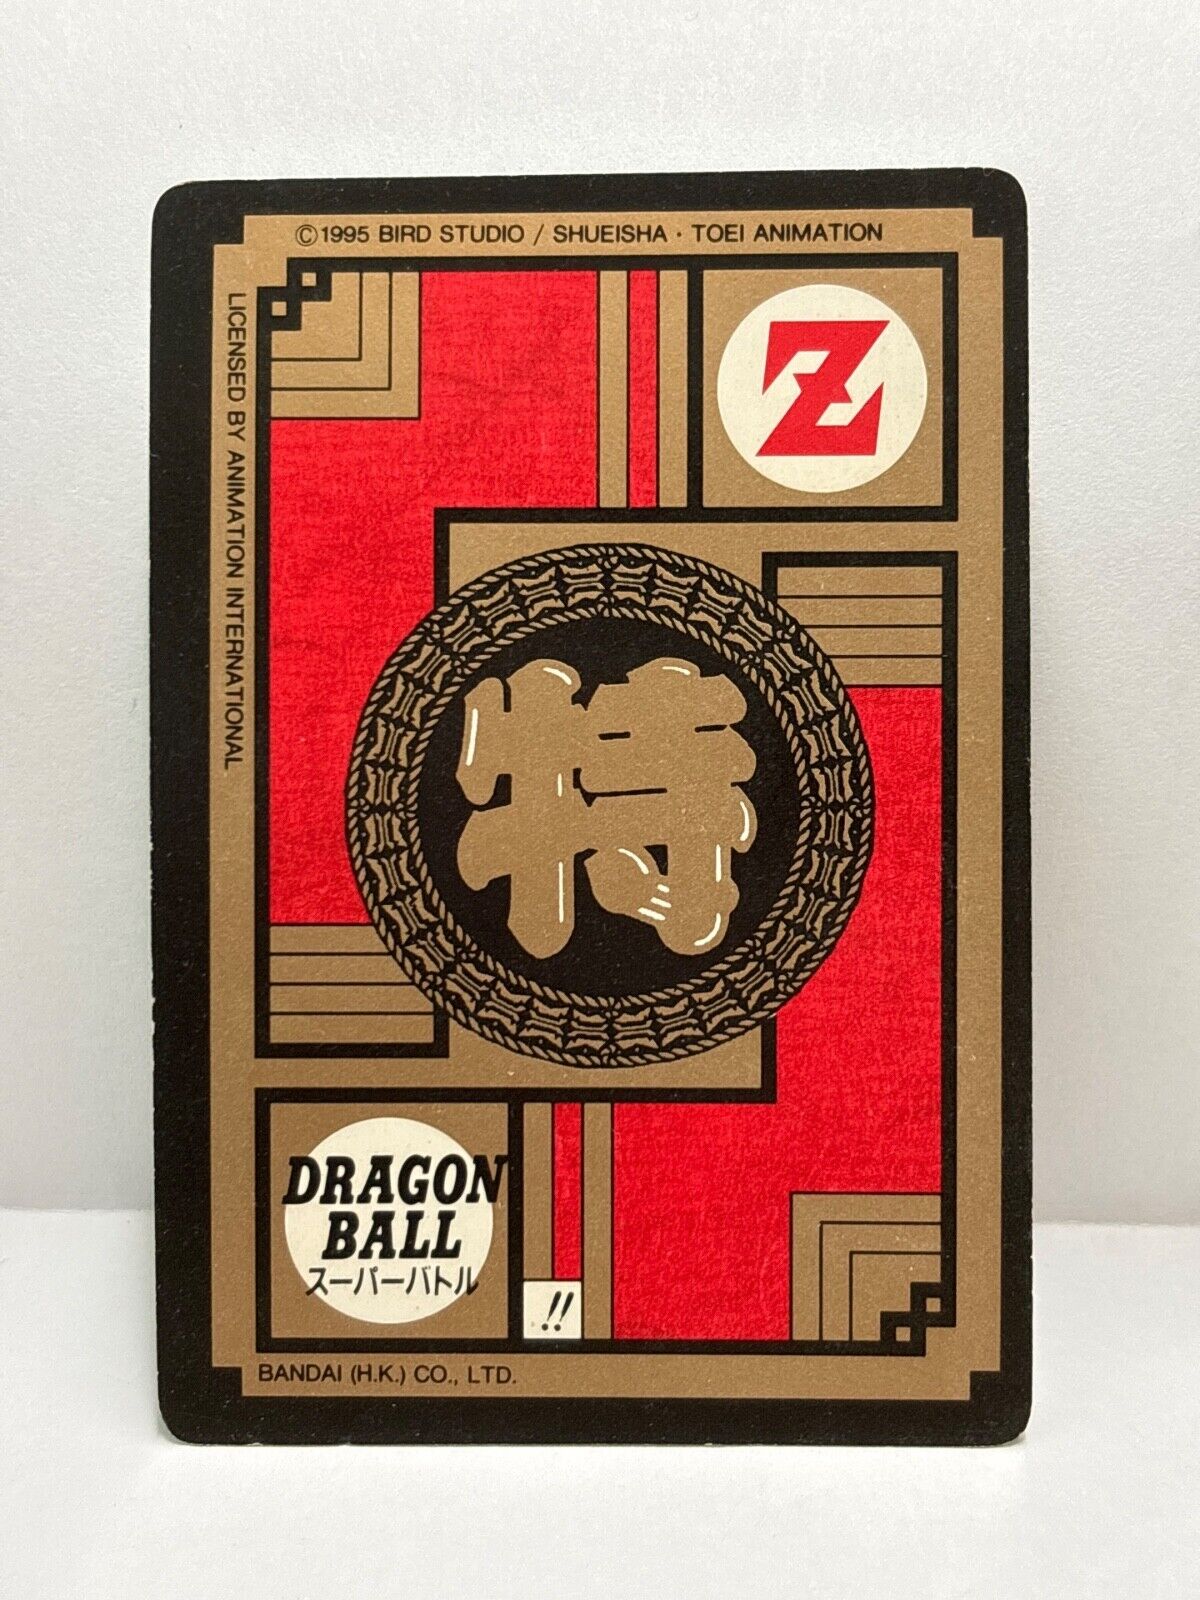 ©1995 BIRD STUDIO / SHUEISHA · TOEI ANIMATION
LICENSED BY ANIMATION INTERNATIONAL
Z
DRAGON
BALL
スーパーバトル
!!
BANDAI (H.K.) CO., LTD.